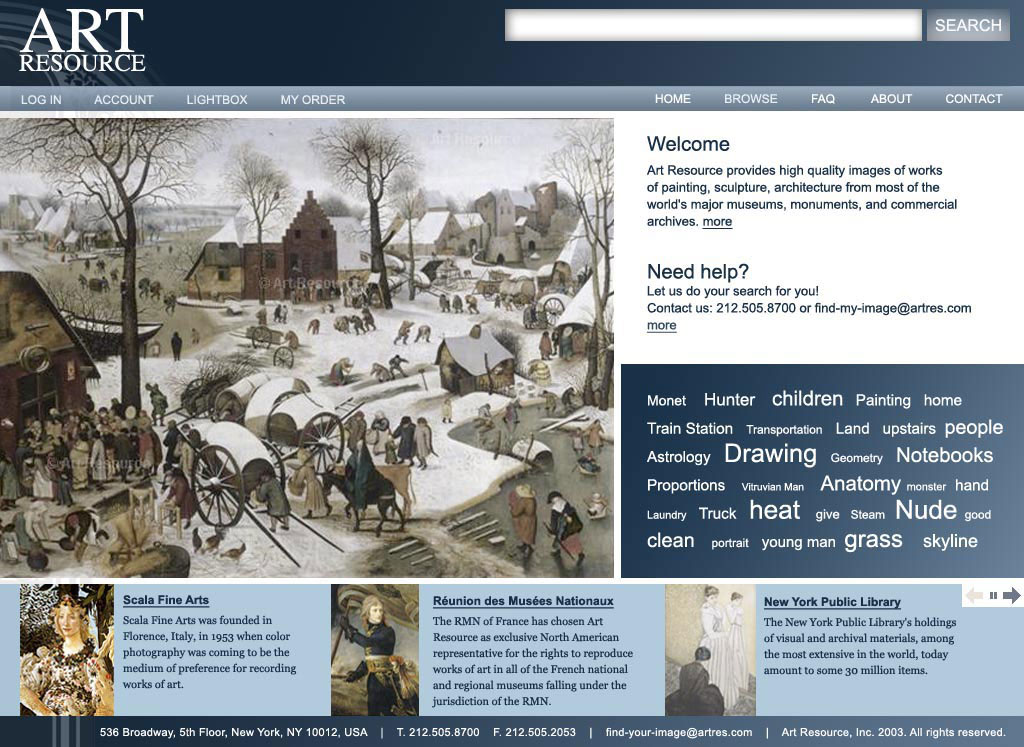 ART
RESOURCE
SEARCH
LOG IN ACCOUNT LIGHTBOX MY ORDER
HOME BROWSE FAQ ABOUT CONTACT
Art Resource
Art Resource
© Art Resource
© Art Resource
Welcome
Art Resource provides high quality images of works
of painting, sculpture, architecture from most of the
world's major museums, monuments, and commercial
archives. more
Need help?
Let us do your search for you!
Contact us: 212.505.8700 or find-my-image@artres.com
more
Monet Hunter children Painting home
Train Station Transportation Land upstairs people
Astrology Drawing Geometry Notebooks
Proportions Vitruvian Man Anatomy monster hand
Laundry Truck heat give Steam Nude good
clean portrait young man grass skyline
Scala Fine Arts
Scala Fine Arts was founded in
Florence, Italy, in 1953 when color
photography was coming to be the
medium of preference for recording
works of art.
Réunion des Musées Nationaux
The RMN of France has chosen Art
Resource as exclusive North American
representative for the rights to reproduce
works of art in all of the French national
and regional museums falling under the
jurisdiction of the RMN.
New York Public Library
The New York Public Library's holdings
of visual and archival materials, among
the most extensive in the world, today
amount to some 30 million items.
536 Broadway, 5th Floor, New York, NY 10012, USA | T. 212.505.8700 F. 212.505.2053 | find-your-image@artres.com | Art Resource, Inc. 2003. All rights reserved.